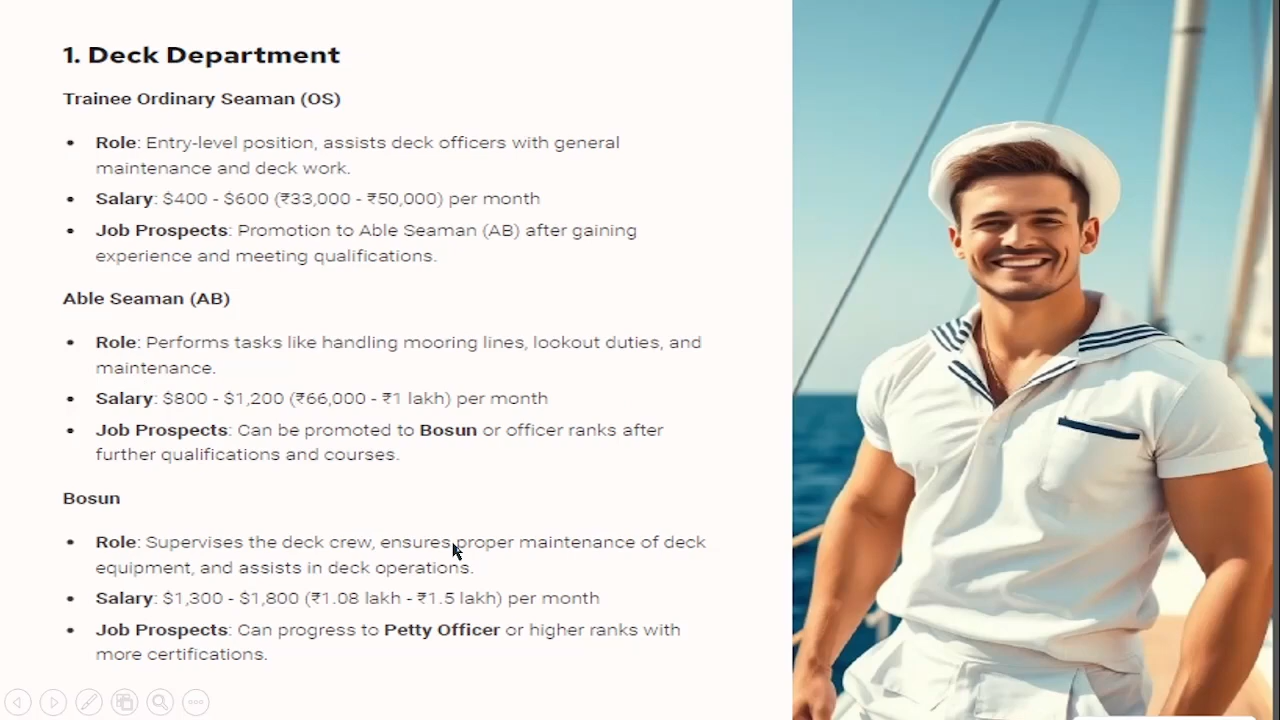 1. Deck Department
Trainee Ordinary Seaman (OS)
• Role: Entry-level position, assists deck officers with general
maintenance and deck work.
• Salary: $400 - $600 (₹33,000 - ₹50,000) per month
• Job Prospects: Promotion to Able Seaman (AB) after gaining
experience and meeting qualifications.
Able Seaman (AB)
• Role: Performs tasks like handling mooring lines, lookout duties, and
maintenance.
• Salary: $800 - $1,200 (₹66,000 - ₹1 lakh) per month
• Job Prospects: Can be promoted to Bosun or officer ranks after
further qualifications and courses.
Bosun
• Role: Supervises the deck crew, ensures proper maintenance of deck
equipment, and assists in deck operations.
• Salary: $1,300 - $1,800 (₹1.08 lakh - ₹1.5 lakh) per month
• Job Prospects: Can progress to Petty Officer or higher ranks with
more certifications.